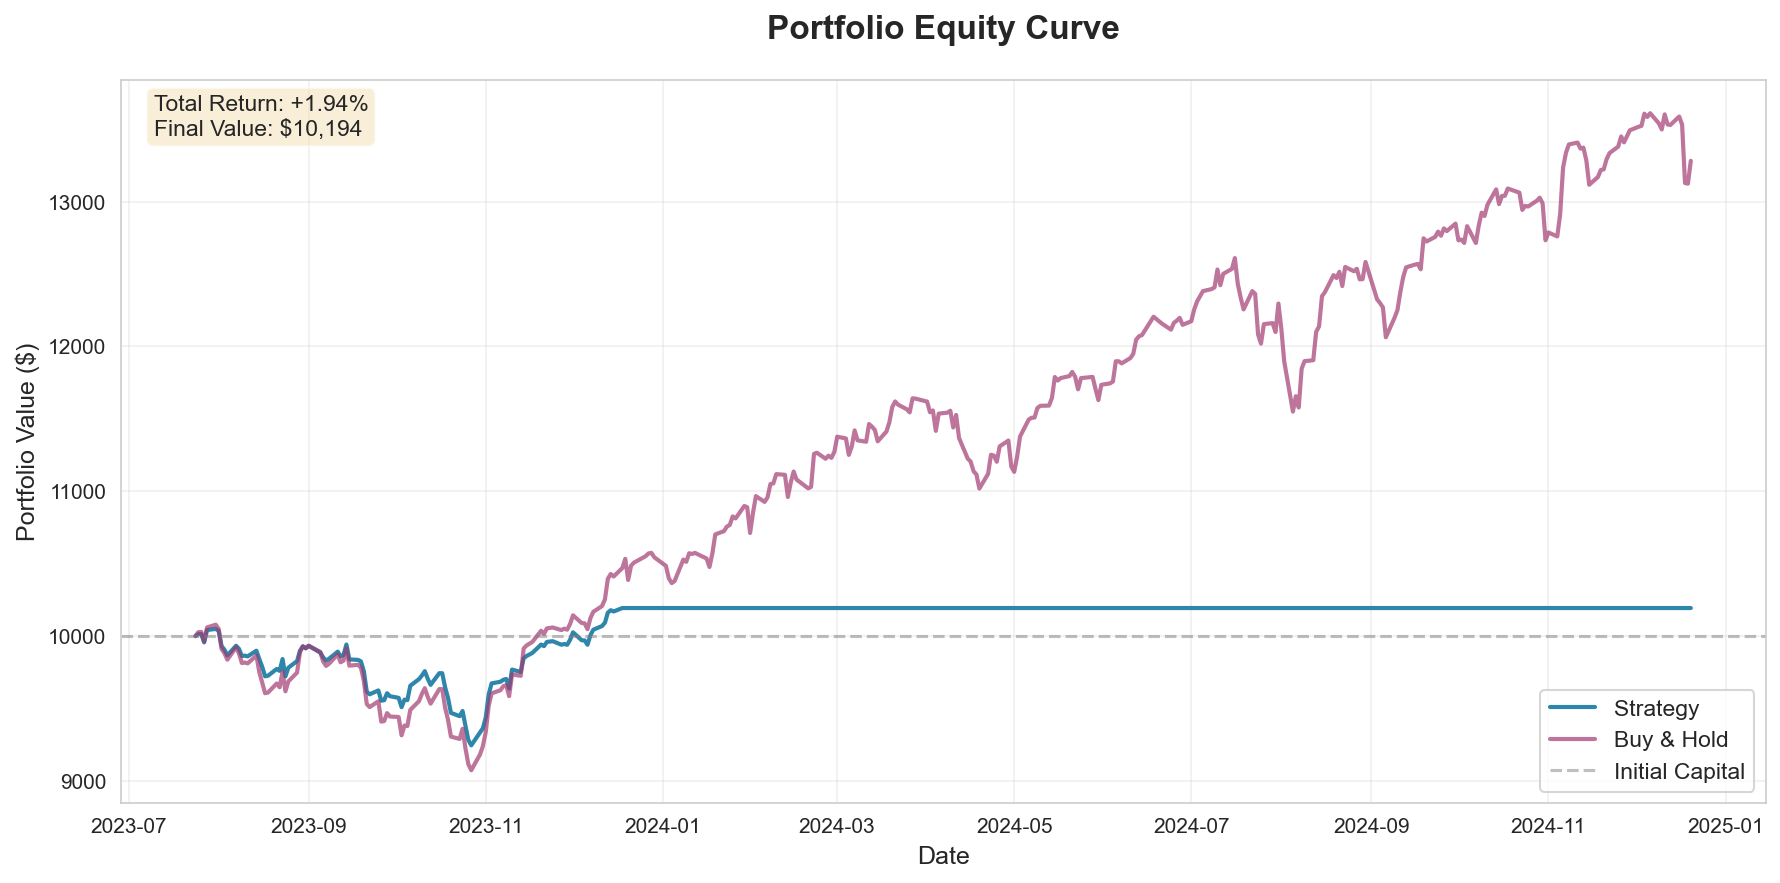 Portfolio Equity Curve
Total Return: +1.94%
Final Value: $10,194
Portfolio Value ($)
13000
12000
11000
10000
9000
Strategy
Buy & Hold
Initial Capital
2023-07
2023-09
2023-11
2024-01
2024-03
2024-05
2024-07
2024-09
2024-11
2025-01
Date